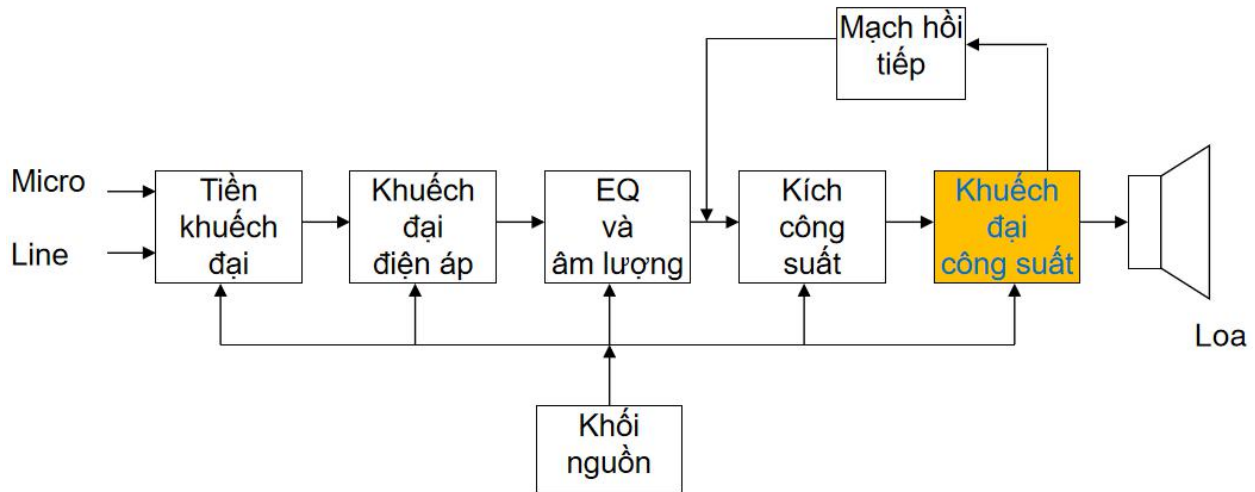 Mạch hồi
tiếp
Micro
Line
Tiền
khuếch
đại
Khuếch
đại
điện áp
EQ
và
âm lượng
Kích
công
suất
Khuếch
đại
công suất
Loa
Khối
nguồn